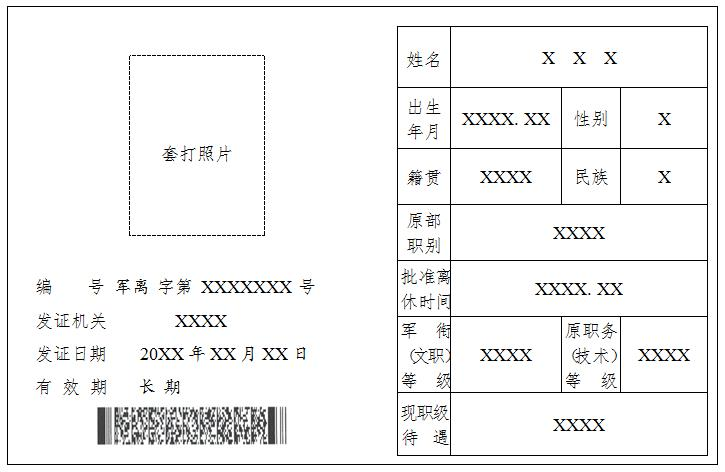 套打照片
编 号 军离 字第 XXXXXXX 号
发证机关 XXXX
发证日期 20XX 年 XX 月 XX 日
有 效 期 长 期
姓名 X X X
出生
年月 XXXX. XX 性别 X
籍贯 XXXX 民族 X
原部
职别 XXXX
批准离
休时间 XXXX. XX
军 衔
（文职）
等 级 XXXX 原职务
（技术）
等 级 XXXX
现职级
待 遇 XXXX